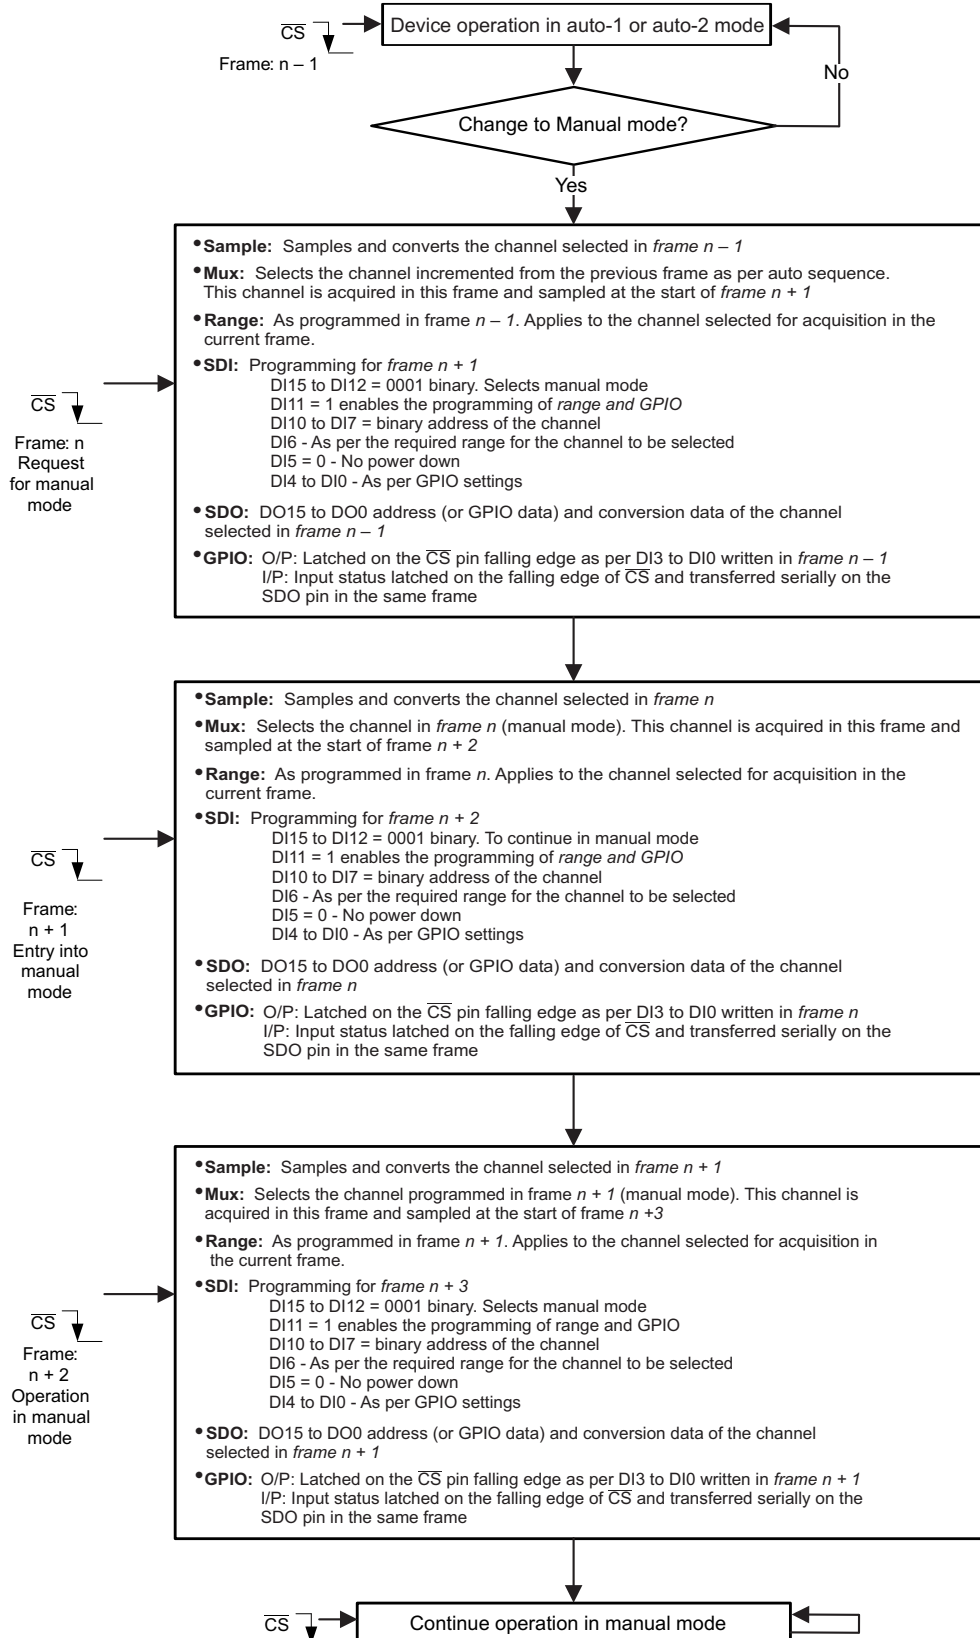 Device operation in auto-1 or auto-2 mode
CS
Frame: n – 1
No
Change to Manual mode?
Yes
•Sample: Samples and converts the channel selected in frame n – 1
•Mux: Selects the channel incremented from the previous frame as per auto sequence.
This channel is acquired in this frame and sampled at the start of frame n + 1
•Range: As programmed in frame n – 1. Applies to the channel selected for acquisition in the
current frame.
•SDI: Programming for frame n + 1
DI15 to DI12 = 0001 binary. Selects manual mode
DI11 = 1 enables the programming of range and GPIO
DI10 to DI7 = binary address of the channel
DI6 - As per the required range for the channel to be selected
DI5 = 0 - No power down
DI4 to DI0 - As per GPIO settings
•SDO: DO15 to DO0 address (or GPIO data) and conversion data of the channel
selected in frame n – 1
•GPIO: O/P: Latched on the CS pin falling edge as per DI3 to DI0 written in frame n – 1
I/P: Input status latched on the falling edge of CS and transferred serially on the
SDO pin in the same frame
CS
Frame: n
Request
for manual
mode
•Sample: Samples and converts the channel selected in frame n
•Mux: Selects the channel in frame n (manual mode). This channel is acquired in this frame and
sampled at the start of frame n + 2
•Range: As programmed in frame n. Applies to the channel selected for acquisition in the
current frame.
•SDI: Programming for frame n + 2
DI15 to DI12 = 0001 binary. To continue in manual mode
DI11 = 1 enables the programming of range and GPIO
DI10 to DI7 = binary address of the channel
DI6 - As per the required range for the channel to be selected
DI5 = 0 - No power down
DI4 to DI0 - As per GPIO settings
•SDO: DO15 to DO0 address (or GPIO data) and conversion data of the channel
selected in frame n
•GPIO: O/P: Latched on the CS pin falling edge as per DI3 to DI0 written in frame n
I/P: Input status latched on the falling edge of CS and transferred serially on the
SDO pin in the same frame
CS
Frame:
n + 1
Entry into
manual
mode
•Sample: Samples and converts the channel selected in frame n + 1
•Mux: Selects the channel programmed in frame n + 1 (manual mode). This channel is
acquired in this frame and sampled at the start of frame n +3
•Range: As programmed in frame n + 1. Applies to the channel selected for acquisition in
the current frame.
•SDI: Programming for frame n + 3
DI15 to DI12 = 0001 binary. Selects manual mode
DI11 = 1 enables the programming of range and GPIO
DI10 to DI7 = binary address of the channel
DI6 - As per the required range for the channel to be selected
DI5 = 0 - No power down
DI4 to DI0 - As per GPIO settings
•SDO: DO15 to DO0 address (or GPIO data) and conversion data of the channel
selected in frame n + 1
•GPIO: O/P: Latched on the CS pin falling edge as per DI3 to DI0 written in frame n + 1
I/P: Input status latched on the falling edge of CS and transferred serially on the
SDO pin in the same frame
CS
Frame:
n + 2
Operation
in manual
mode
CS
Continue operation in manual mode